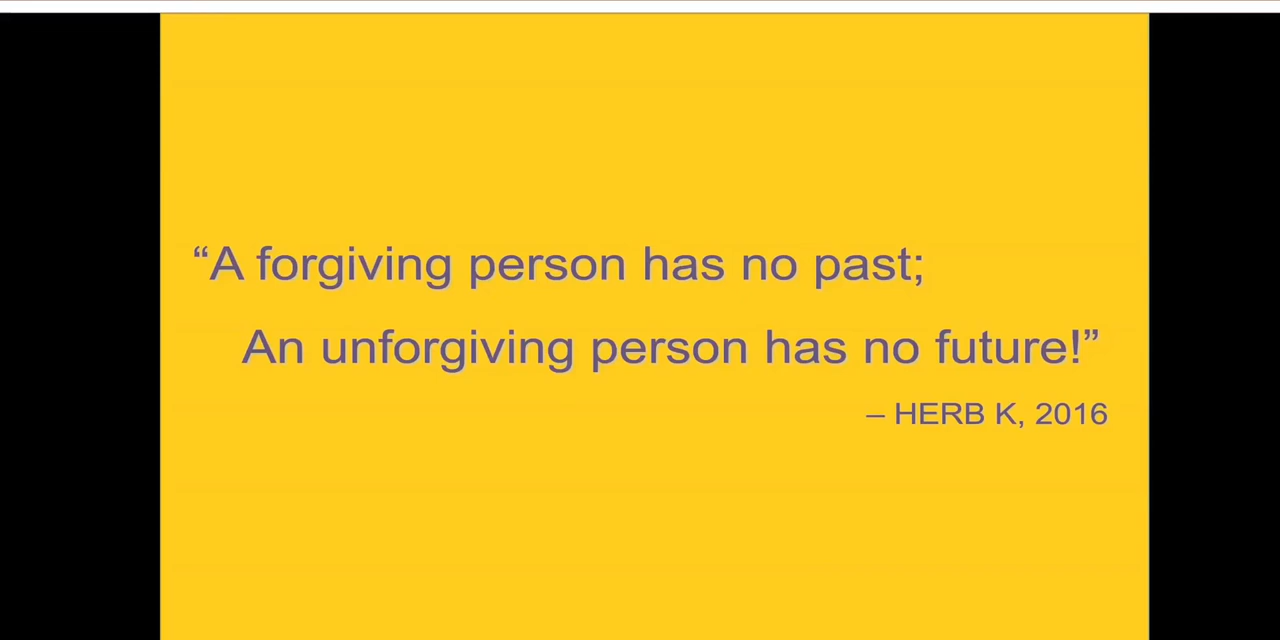 “A forgiving person has no past;
An unforgiving person has no future!”
– HERB K, 2016